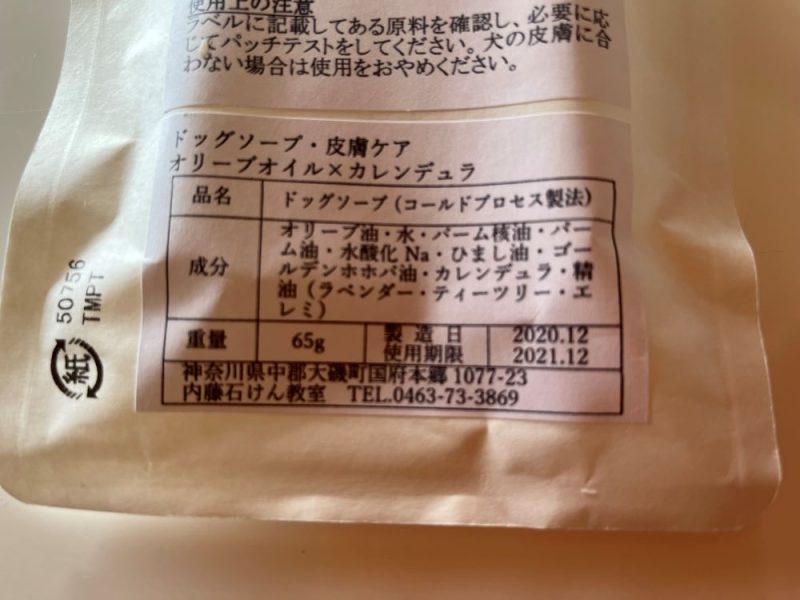 使用上の注意
ラベルに記載してある原料を確認し、必要に応
じてパッチテストをしてください。犬の皮膚に合
わない場合は使用をおやめください。
ドッグソープ・皮膚ケア
オリーブオイル×カレンデュラ
品名 ドッグソープ（コールドプロセス製法）
成分 オリーブ油・水・パーム核油・パー
ム油・水酸化 Na・ひまし油・ゴー
ルデンホホバ油・カレンデュラ・精
油（ラベンダー・ティーツリー・エ
レミ）
重量 65g 製造日 2020.12
使用期限 2021.12
神奈川県中郡大磯町国府本郷 1077-23
内藤石けん教室 TEL.0463-73-3869
50756
TMPT
紙